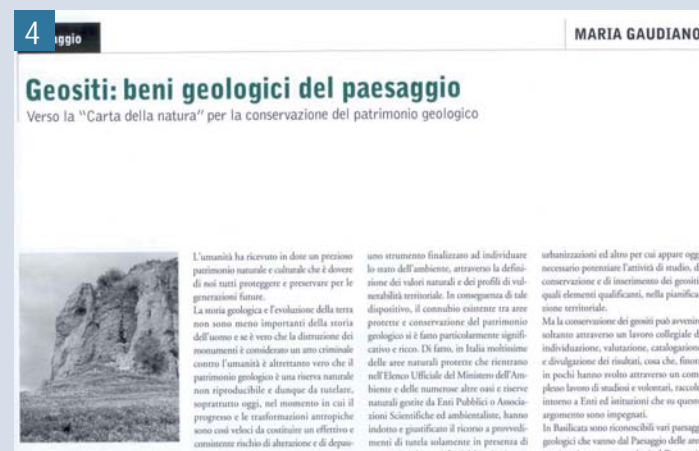 4
ggio
MARIA GAUDIANO
Geositi: beni geologici del paesaggio
Verso la "Carta della natura" per la conservazione del patrimonio geologico
L'umanità ha ricevuto in dote un prezioso
patrimonio naturale e culturale che è dovere
di noi tutti proteggere e preservare per le
generazioni future.
La storia geologica e l'evoluzione della terra
non sono meno importanti della storia
dell'uomo e se è vero che la distruzione dei
monumenti è considerato un atto criminale
contro l'umanità è altrettanto vero che il
patrimonio geologico è una riserva naturale
non riproducibile e dunque da tutelare,
soprattutto oggi, nel momento in cui il
progresso e le trasformazioni antropiche
sono così veloci da costituire un effettivo e
consistente rischio di alterazione e di depau-
uno strumento finalizzato ad individuare
lo stato dell'ambiente, attraverso la defini-
zione dei valori naturali e dei profili di vul-
nerabilità territoriale. In conseguenza di tale
dispositivo, il connubio esistente tra aree
protette e conservazione del patrimonio
geologico si è fatto particolarmente signifi-
cativo e ricco. Di fatto, in Italia moltissime
delle aree naturali protette che rientrano
nell'Elenco Ufficiale del Ministero dell'Am-
biente e delle numerose altre oasi e riserve
naturali gestite da Enti Pubblici o Associa-
zioni Scientifiche ed ambientaliste, hanno
indotto e giustificato il ricorso a provvedi-
menti di tutela solamente in presenza di
urbanizzazioni ed altro per cui appare oggi
necessario potenziare l'attività di studio, d
conservazione e di inserimento dei geositi
quali elementi qualificanti, nella pianifica
zione territoriale.
Ma la conservazione dei geositi può avvenire
soltanto attraverso un lavoro collegiale d
individuazione, valutazione, catalogazione
e divulgazione dei risultati, cosa che, finora
in pochi hanno svolto attraverso un com
plesso lavoro di studiosi e volontari, raccolt
intorno a Enti ed istituzioni che su questo
argomento sono impegnati.
In Basilicata sono riconoscibili vari paesagg
geologici che vanno dal Paesaggio delle are